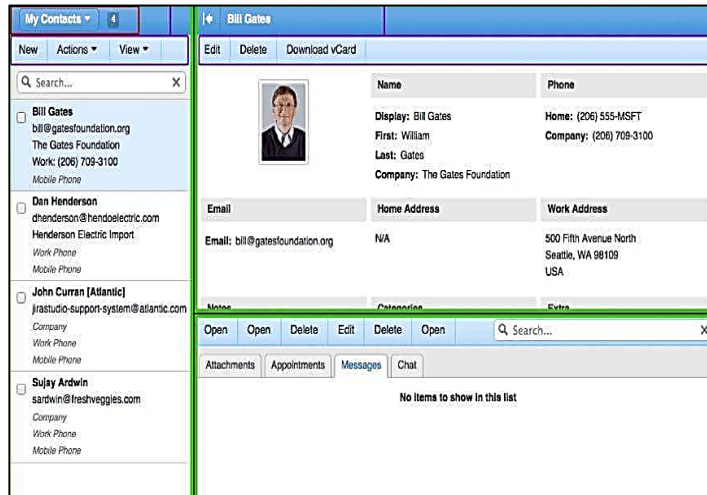 My Contacts 4
New Actions View
Search... X
Bill Gates
bill@gatesfoundation.org
The Gates Foundation
Work: (206) 709-3100
Mobile Phone
Dan Henderson
dhenderson@hendoelectric.com
Henderson Electric Import
Work Phone
Mobile Phone
John Curran [Atlantic]
jirastudio-support-system@atlantic.com
Company
Work Phone
Mobile Phone
Sujay Ardwin
sardwin@freshveggies.com
Company
Work Phone
Mobile Phone
Bill Gates
Edit Delete Download vCard
Name
Display: Bill Gates
First: William
Last: Gates
Company: The Gates Foundation
Phone
Home: (206) 555-MSFT
Company: (206) 709-3100
Email
Email: bill@gatesfoundation.org
Home Address
N/A
Work Address
500 Fifth Avenue North
Seattle, WA 98109
USA
Notes Categories Extra
Open Open Delete Edit Delete Open Search... X
Attachments Appointments Messages Chat
No items to show in this list